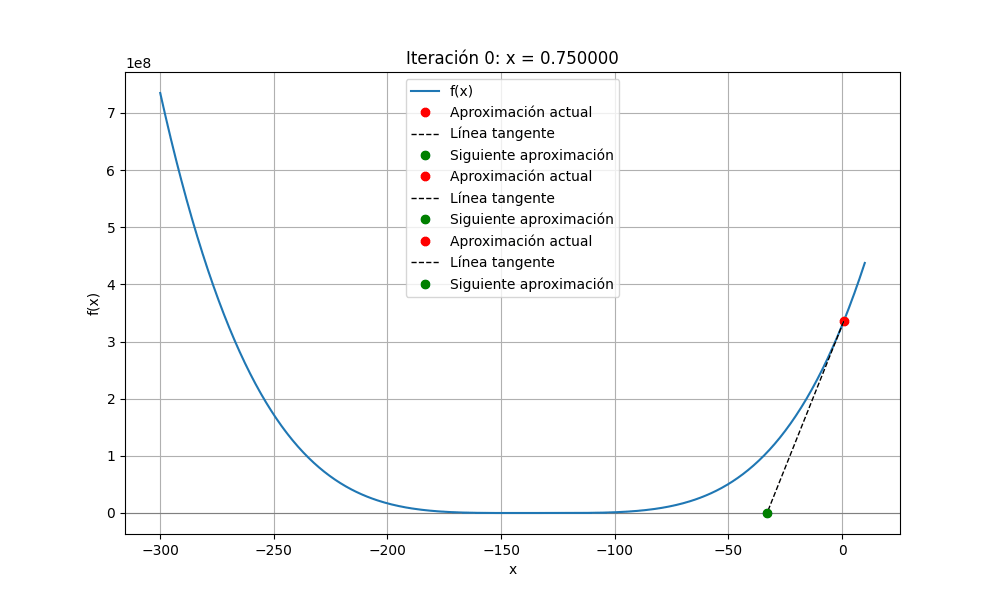 Iteración 0: x = 0.750000
1e8
f(x)
Aproximación actual
Línea tangente
Siguiente aproximación
Aproximación actual
Línea tangente
Siguiente aproximación
Aproximación actual
Línea tangente
Siguiente aproximación
7
6
5
4
3
2
1
0
f(x)
−300
−250
−200
−150
−100
−50
0
x